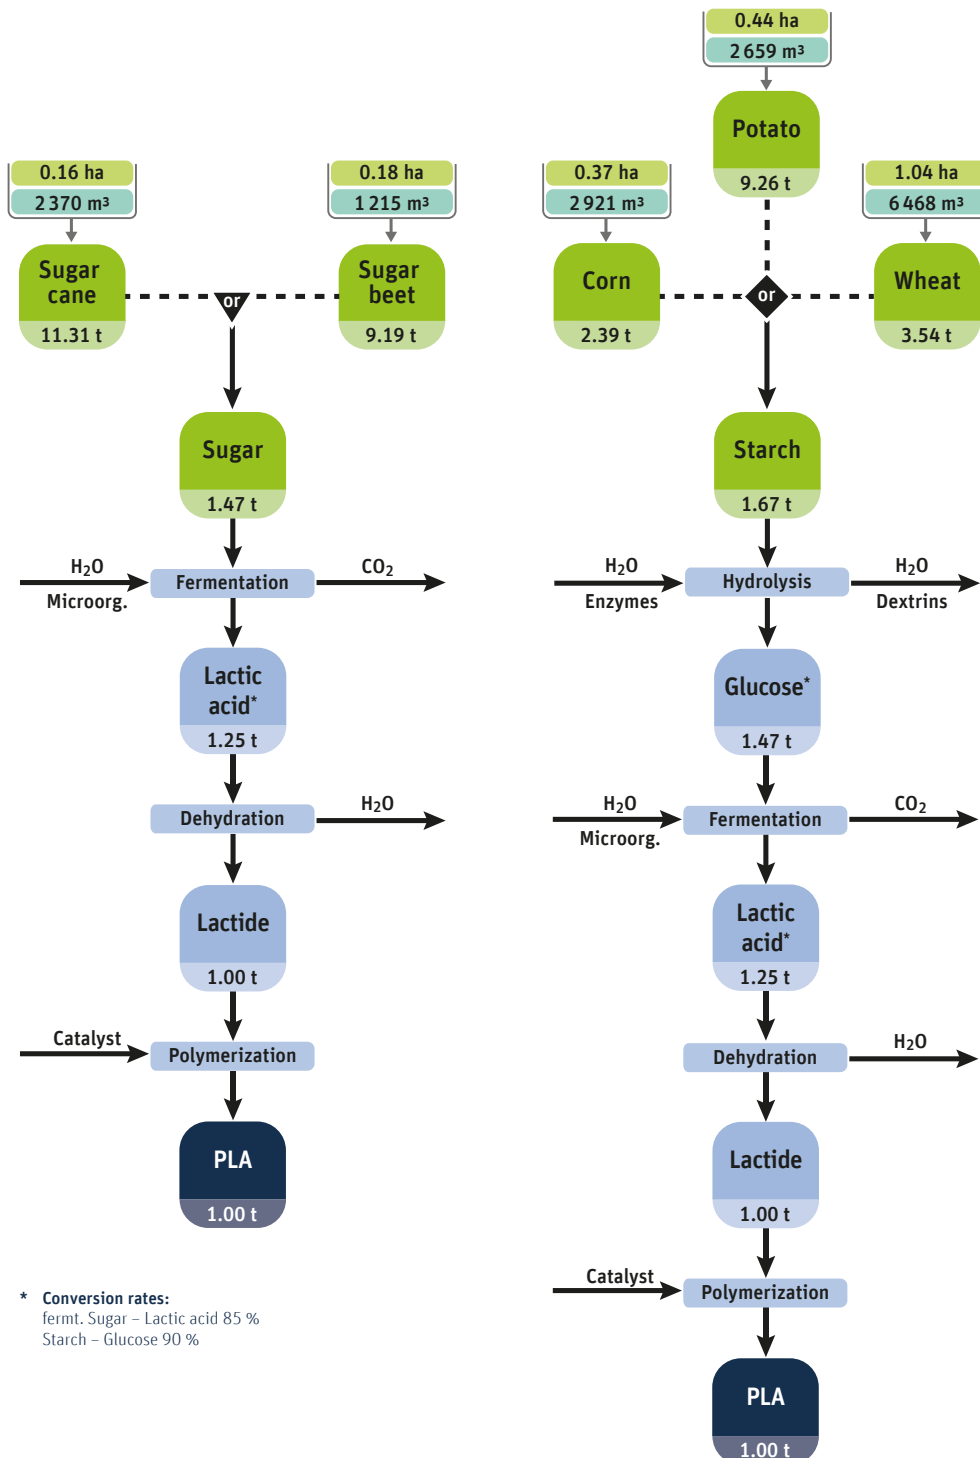 0.16 ha
2 370 m³
Sugar
cane
11.31 t
or
0.18 ha
1 215 m³
Sugar
beet
9.19 t
Sugar
1.47 t
H₂O
Microorg.
Fermentation
CO₂
Lactic
acid*
1.25 t
Dehydration
H₂O
Lactide
1.00 t
Catalyst
Polymerization
PLA
1.00 t
* Conversion rates:
fermt. Sugar – Lactic acid 85 %
Starch – Glucose 90 %
0.44 ha
2 659 m³
Potato
9.26 t
0.37 ha
2 921 m³
Corn
2.39 t
or
1.04 ha
6 468 m³
Wheat
3.54 t
Starch
1.67 t
H₂O
Enzymes
Hydrolysis
H₂O
Dextrins
Glucose*
1.47 t
H₂O
Microorg.
Fermentation
CO₂
Lactic
acid*
1.25 t
Dehydration
H₂O
Lactide
1.00 t
Catalyst
Polymerization
PLA
1.00 t